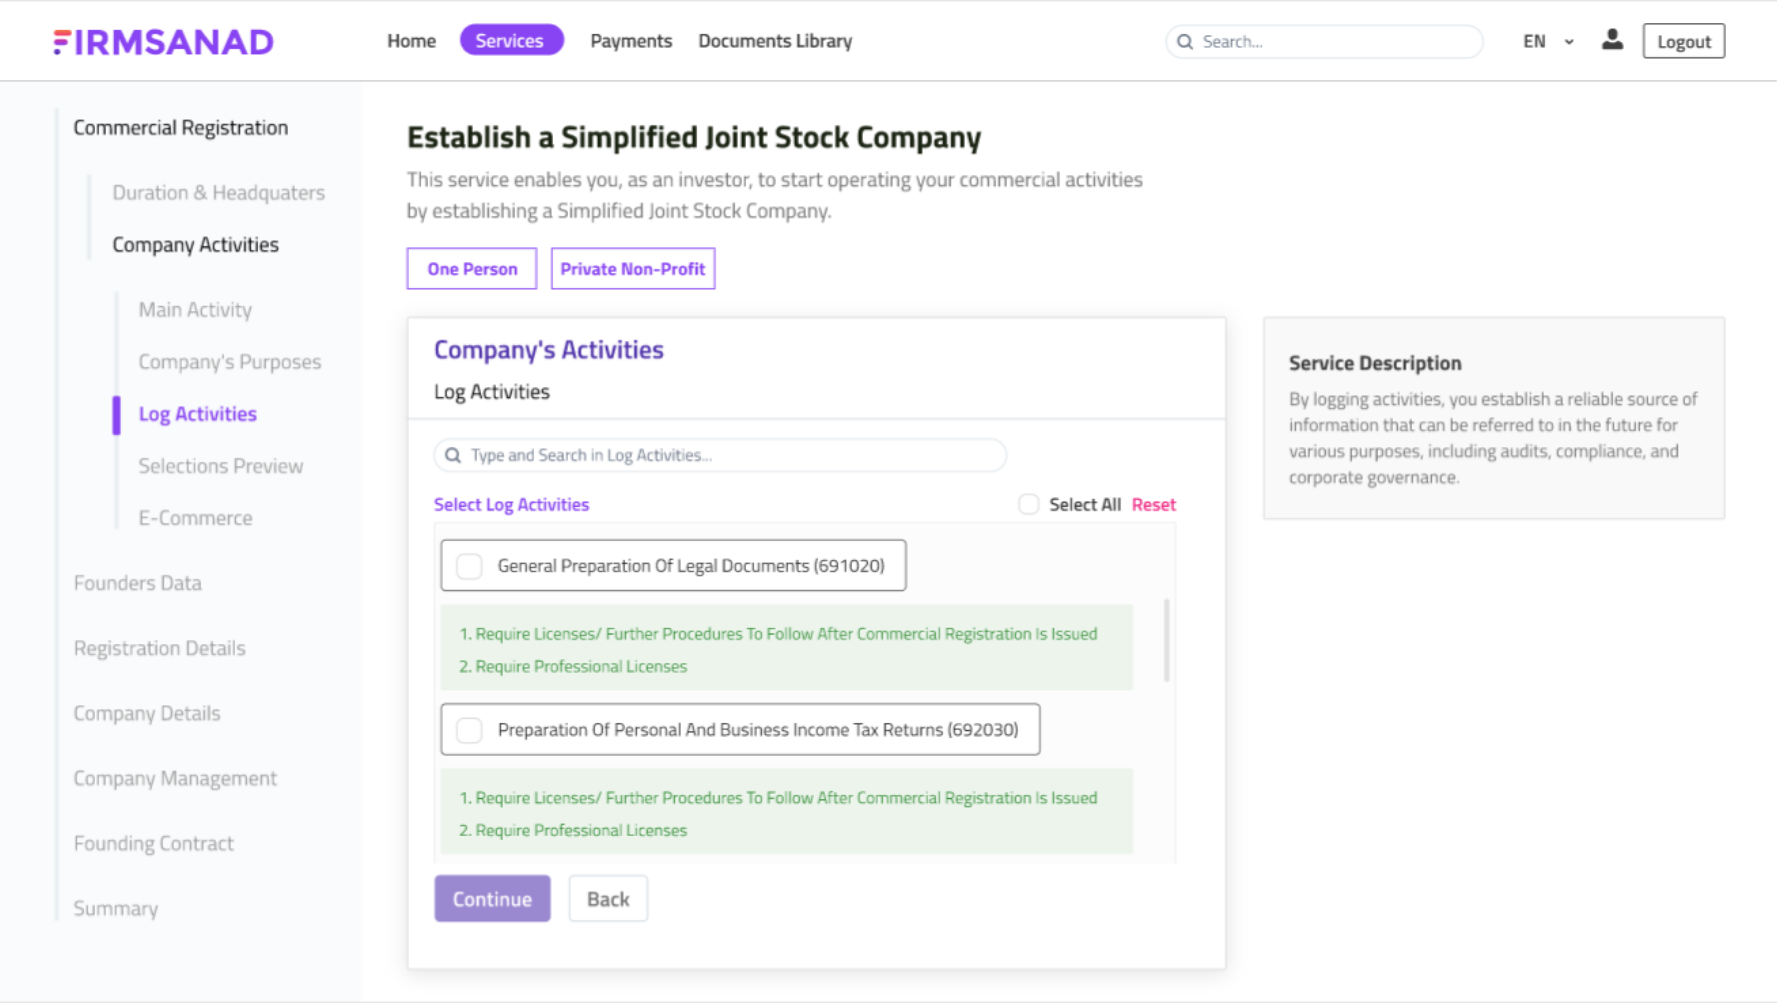 FIRMSANAD
Home
Services
Payments
Documents Library
Search...
EN
Logout
Commercial Registration
Duration & Headquaters
Company Activities
Main Activity
Company's Purposes
Log Activities
Selections Preview
E-Commerce
Founders Data
Registration Details
Company Details
Company Management
Founding Contract
Summary
Establish a Simplified Joint Stock Company
This service enables you, as an investor, to start operating your commercial activities
by establishing a Simplified Joint Stock Company.
One Person
Private Non-Profit
Company's Activities
Log Activities
Type and Search in Log Activities...
Select Log Activities
Select All
Reset
General Preparation Of Legal Documents (691020)
1. Require Licenses/ Further Procedures To Follow After Commercial Registration Is Issued
2. Require Professional Licenses
Preparation Of Personal And Business Income Tax Returns (692030)
1. Require Licenses/ Further Procedures To Follow After Commercial Registration Is Issued
2. Require Professional Licenses
Continue
Back
Service Description
By logging activities, you establish a reliable source of
information that can be referred to in the future for
various purposes, including audits, compliance, and
corporate governance.